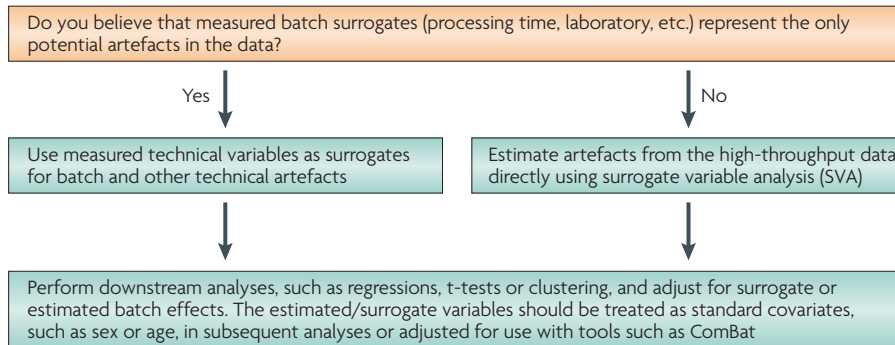 Do you believe that measured batch surrogates (processing time, laboratory, etc.) represent the only
potential artefacts in the data?
Yes
No
Use measured technical variables as surrogates
for batch and other technical artefacts
Estimate artefacts from the high-throughput data
directly using surrogate variable analysis (SVA)
Perform downstream analyses, such as regressions, t-tests or clustering, and adjust for surrogate or
estimated batch effects. The estimated/surrogate variables should be treated as standard covariates,
such as sex or age, in subsequent analyses or adjusted for use with tools such as ComBat